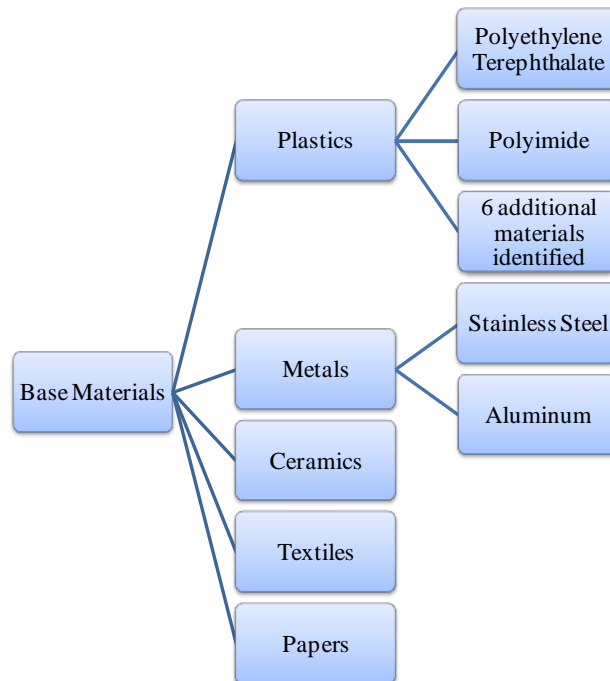 Polyethylene
Terephthalate
Plastics
Polyimide
6 additional
materials
identified
Stainless Steel
Base Materials
Metals
Aluminum
Ceramics
Textiles
Papers